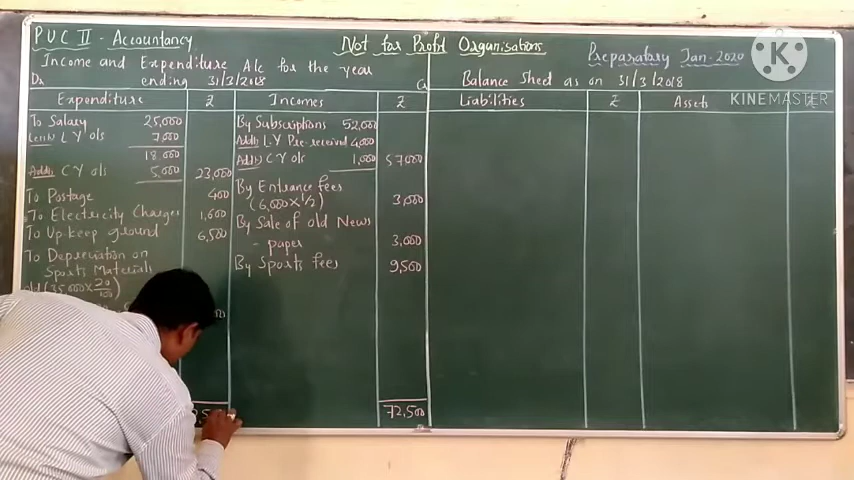 PUC II - Accountancy
Not for Profit Organisations
Preparatory Jan-2020
K
KINEMASTER
Income and Expenditure A/c for the year
Dr ending 31/3/2018 Cr
Balance Sheet as on 31/3/2018
Expenditure ₹ Incomes ₹
Liabilities ₹ Assets ₹
To Salary 25,000
Less: L Y o/s 7,000
18,000
Add: C Y o/s 5,000 23,000
To Postage 400
To Electricity Charges 1,600
To Up-keep ground 6,500
To Depreciation on
Sports Materials
old (35,000 x 20/100)
By Subscriptions 52,000
Add: L.Y Pre-received 4,000
Add: C Y o/s 1,000 57,000
By Entrance fees
(6,000 x 1/2) 3,000
By Sale of old News
- paper 3,000
By Sports fees 9,500
72,500